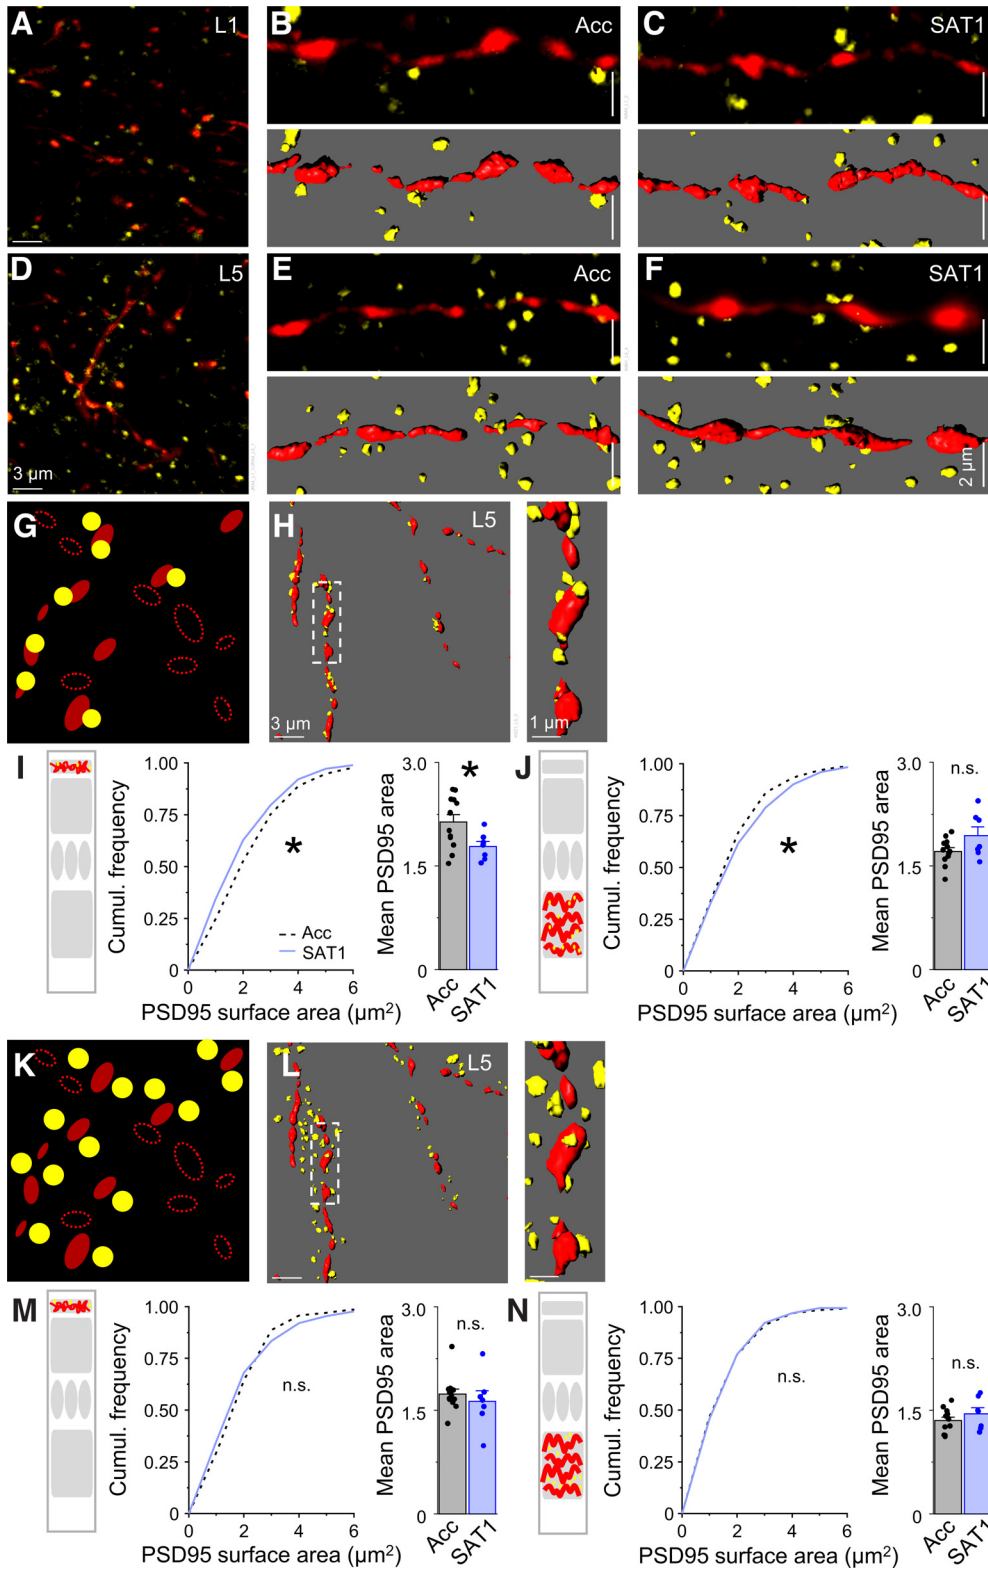 A
L1
B
Acc
C
SAT1
D
L5
3 µm
E
Acc
F
SAT1
2 µm
G
H
L5
3 µm
1 µm
I
Cumul. frequency
1.00
0.75
0.50
0.25
0
*
Acc
SAT1
0 2 4 6
PSD95 surface area (µm²)
Mean PSD95 area
3.0
1.5
0
*
Acc
SAT1
J
Cumul. frequency
1.00
0.75
0.50
0.25
0
*
0 2 4 6
PSD95 surface area (µm²)
Mean PSD95 area
3.0
1.5
0
n.s.
Acc
SAT1
K
L
L5
M
Cumul. frequency
1.00
0.75
0.50
0.25
0
n.s.
0 2 4 6
PSD95 surface area (µm²)
Mean PSD95 area
3.0
1.5
0
n.s.
Acc
SAT1
N
Cumul. frequency
1.00
0.75
0.50
0.25
0
n.s.
0 2 4 6
PSD95 surface area (µm²)
Mean PSD95 area
3.0
1.5
0
n.s.
Acc
SAT1